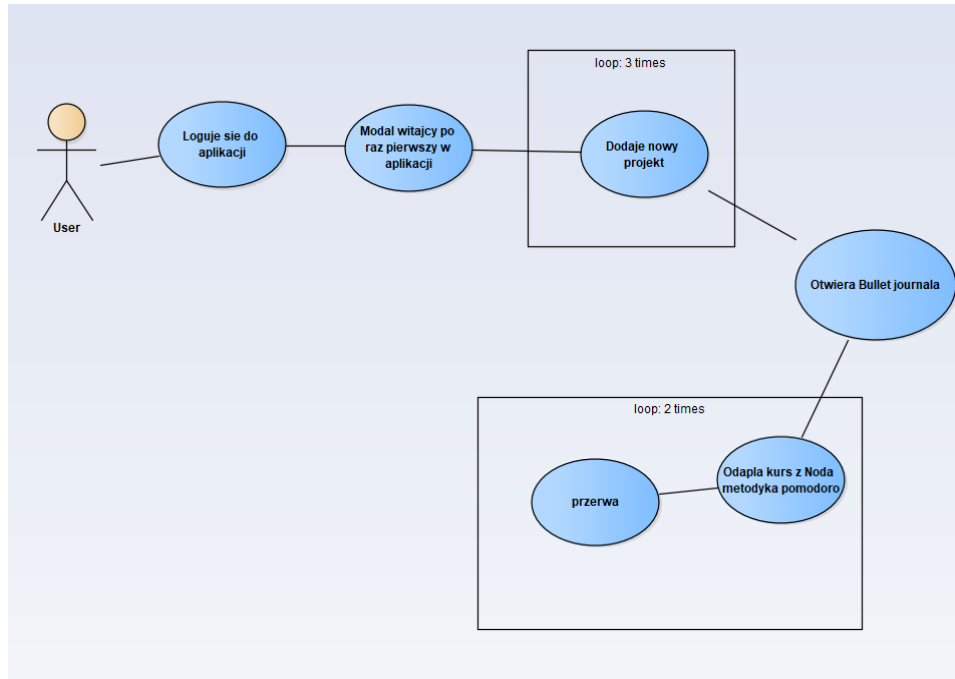 loop: 3 times
Loguje sie do
aplikacji
Modal witajcy po
raz pierwszy w
aplikacji
Dodaje nowy
projekt
User
Otwiera Bullet journala
loop: 2 times
Odapla kurs z Noda
metodyka pomodoro
przerwa